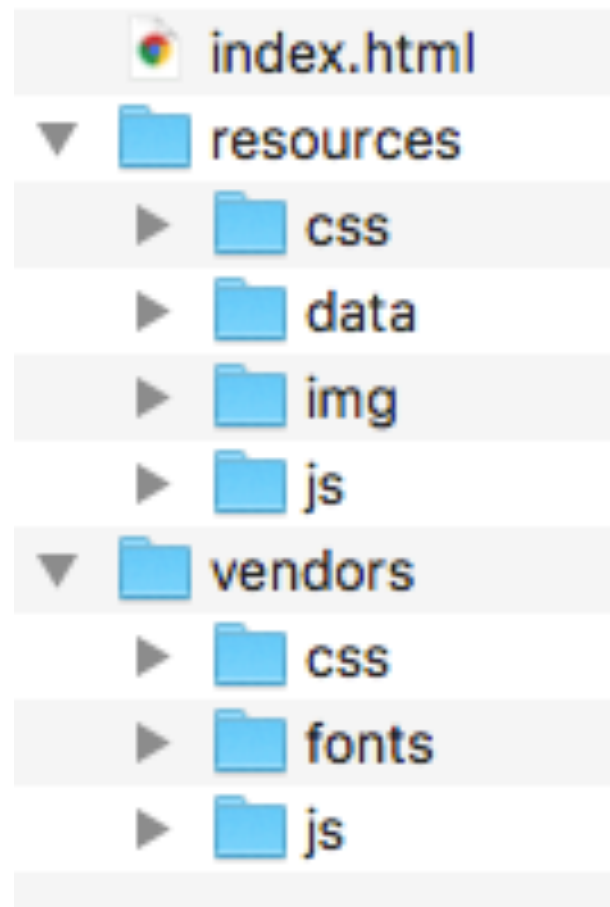 index.html
resources
css
data
img
js
vendors
css
fonts
js